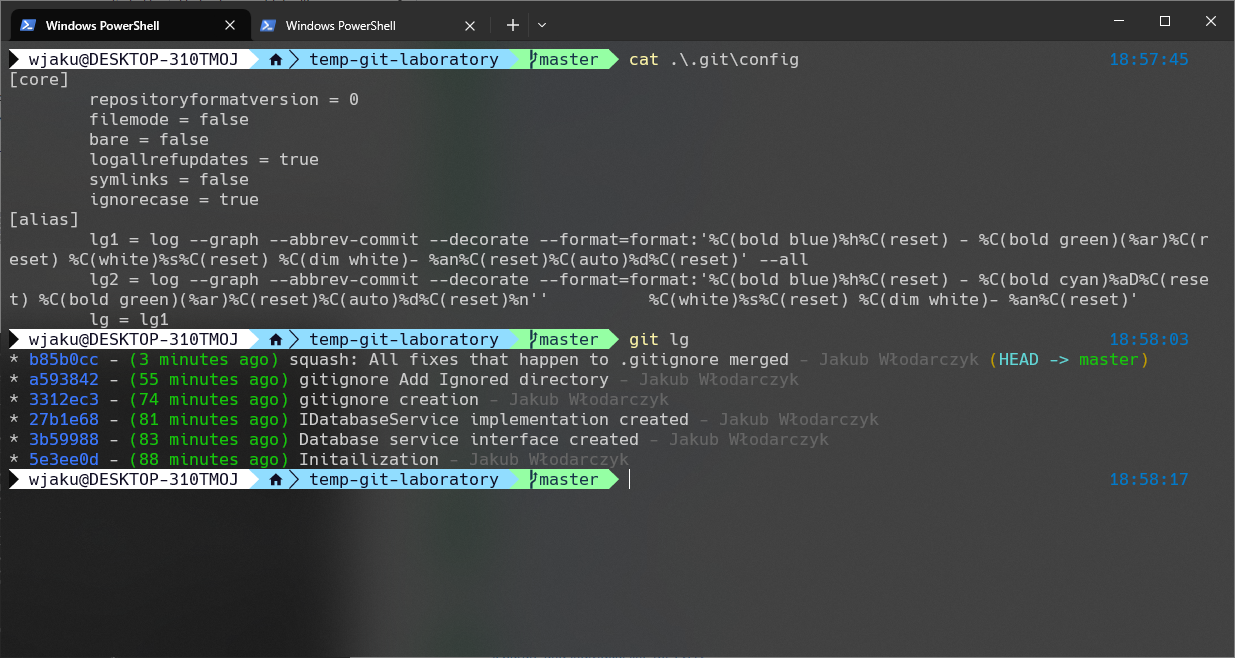 Windows PowerShell
Windows PowerShell
wjaku@DESKTOP-310TMOJ temp-git-laboratory master cat .\.git\config 18:57:45
[core]
repositoryformatversion = 0
filemode = false
bare = false
logallrefupdates = true
symlinks = false
ignorecase = true
[alias]
lg1 = log --graph --abbrev-commit --decorate --format=format:'%C(bold blue)%h%C(reset) - %C(bold green)(%ar)%C(r
eset) %C(white)%s%C(reset) %C(dim white)- %an%C(reset)%C(auto)%d%C(reset)' --all
lg2 = log --graph --abbrev-commit --decorate --format=format:'%C(bold blue)%h%C(reset) - %C(bold cyan)%aD%C(rese
t) %C(bold green)(%ar)%C(reset)%C(auto)%d%C(reset)%n''          %C(white)%s%C(reset) %C(dim white)- %an%C(reset)'
lg = lg1
wjaku@DESKTOP-310TMOJ temp-git-laboratory master git lg 18:58:03
* b85b0cc - (3 minutes ago) squash: All fixes that happen to .gitignore merged - Jakub Włodarczyk (HEAD -> master)
* a593842 - (55 minutes ago) gitignore Add Ignored directory - Jakub Włodarczyk
* 3312ec3 - (74 minutes ago) gitignore creation - Jakub Włodarczyk
* 27b1e68 - (81 minutes ago) IDatabaseService implementation created - Jakub Włodarczyk
* 3b59988 - (83 minutes ago) Database service interface created - Jakub Włodarczyk
* 5e3ee0d - (88 minutes ago) Initailization - Jakub Włodarczyk
wjaku@DESKTOP-310TMOJ temp-git-laboratory master 18:58:17